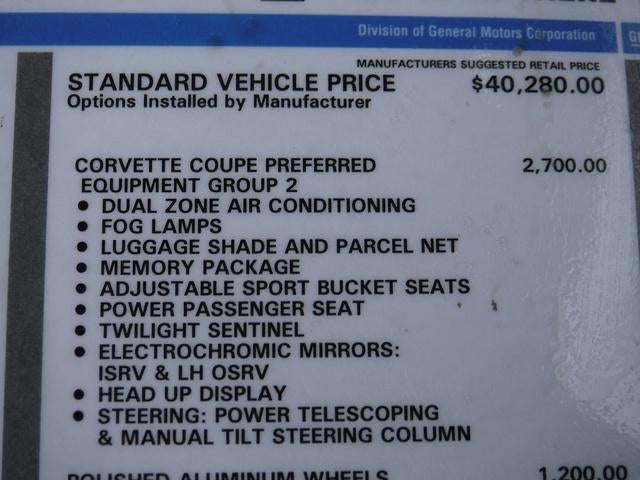 Division of General Motors Corporation
MANUFACTURERS SUGGESTED RETAIL PRICE
STANDARD VEHICLE PRICE $40,280.00
Options Installed by Manufacturer
CORVETTE COUPE PREFERRED 2,700.00
EQUIPMENT GROUP 2
• DUAL ZONE AIR CONDITIONING
• FOG LAMPS
• LUGGAGE SHADE AND PARCEL NET
• MEMORY PACKAGE
• ADJUSTABLE SPORT BUCKET SEATS
• POWER PASSENGER SEAT
• TWILIGHT SENTINEL
• ELECTROCHROMIC MIRRORS:
ISRV & LH OSRV
• HEAD UP DISPLAY
• STEERING: POWER TELESCOPING
& MANUAL TILT STEERING COLUMN
POLISHED ALUMINUM WHEELS 1,200.00